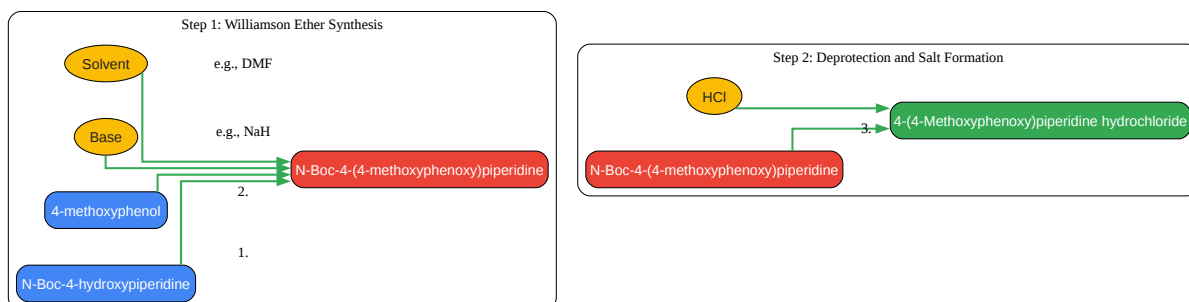 Step 1: Williamson Ether Synthesis
Solvent
e.g., DMF
Base
e.g., NaH
N-Boc-4-(4-methoxyphenoxy)piperidine
4-methoxyphenol
2.
1.
N-Boc-4-hydroxypiperidine
Step 2: Deprotection and Salt Formation
HCl
4-(4-Methoxyphenoxy)piperidine hydrochloride
3.
N-Boc-4-(4-methoxyphenoxy)piperidine